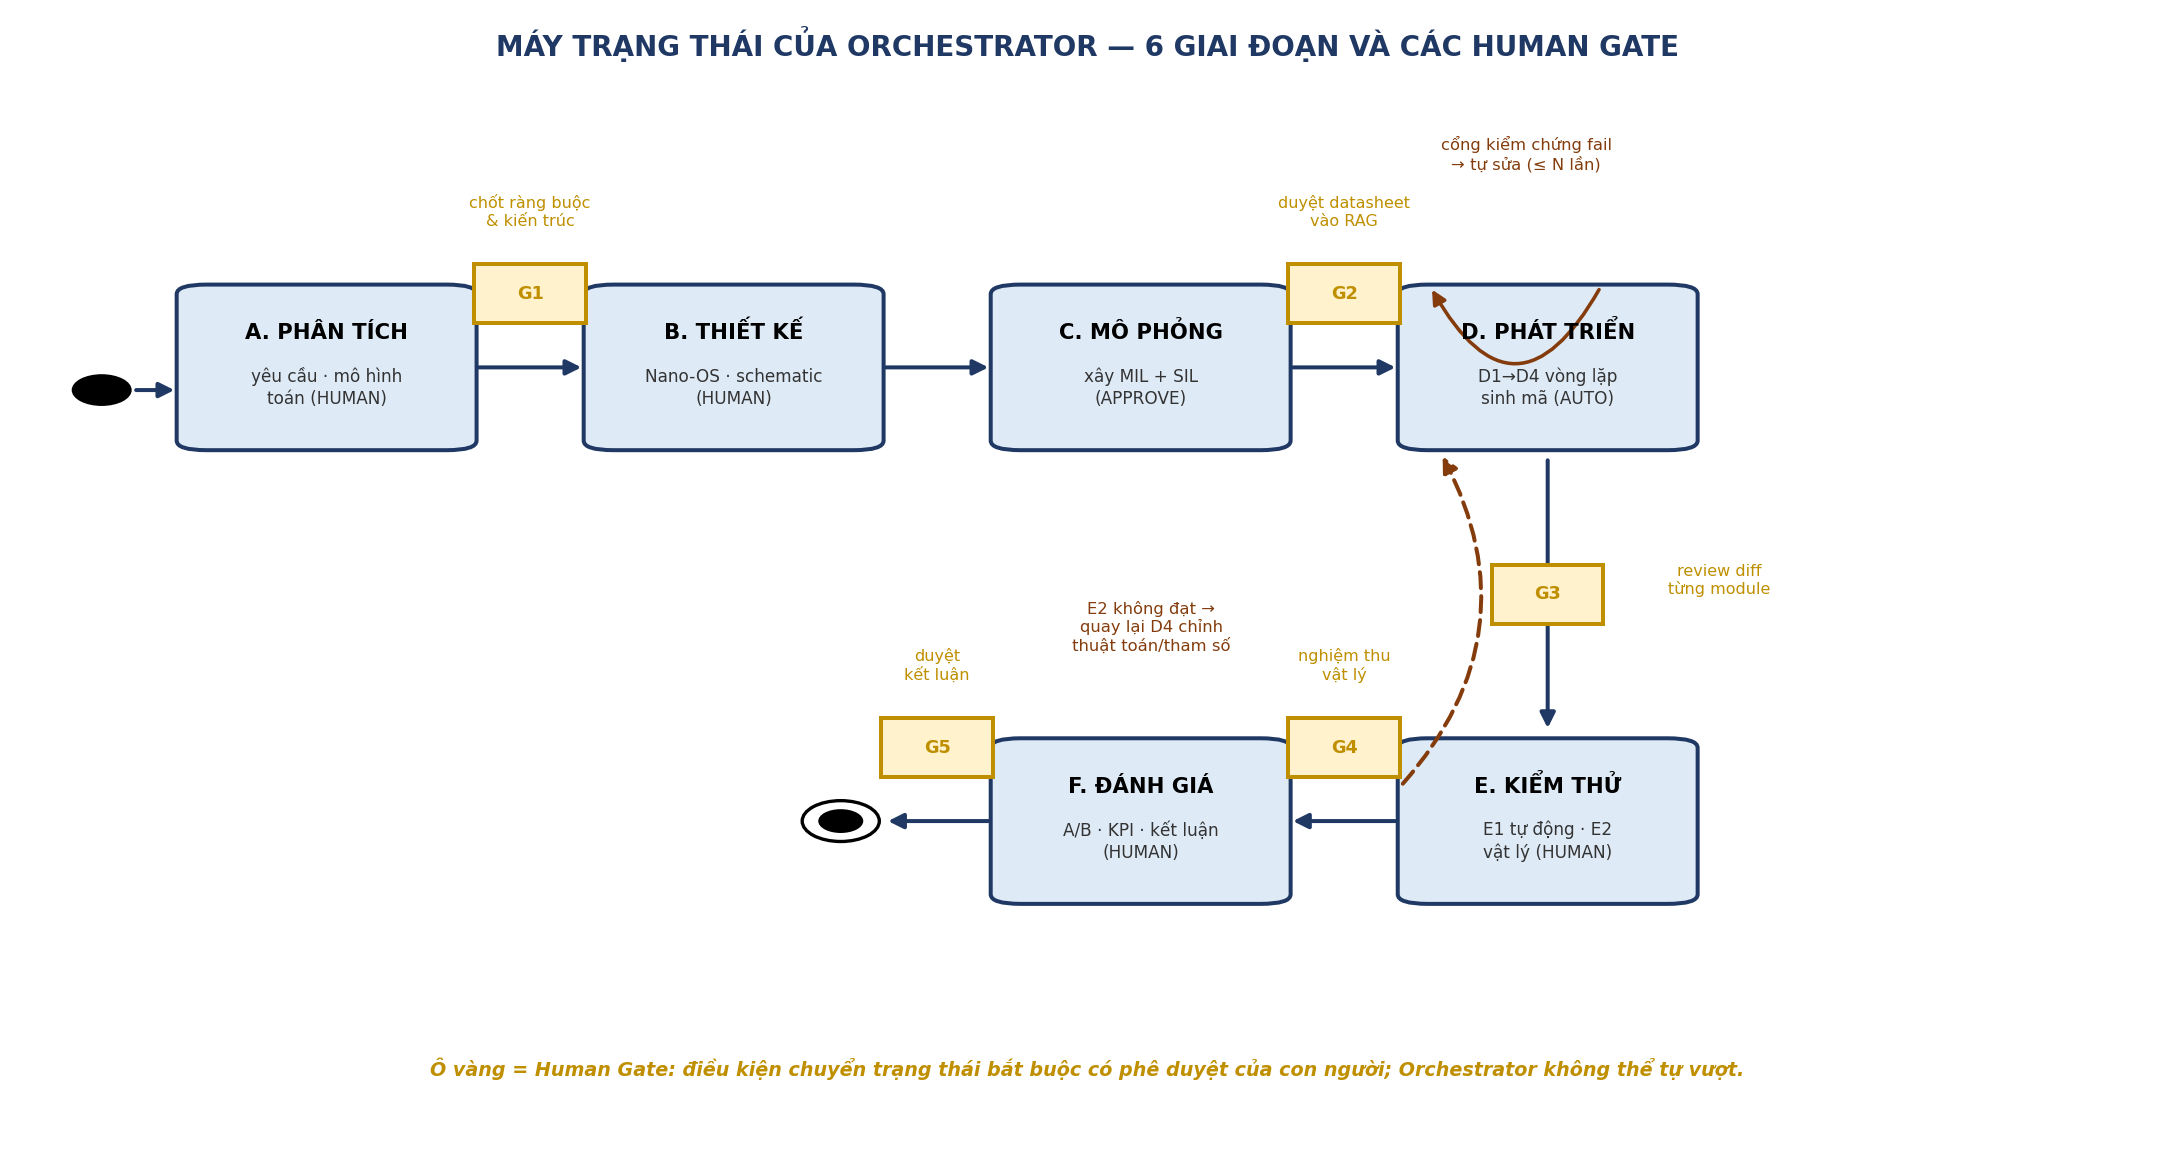 MÁY TRẠNG THÁI CỦA ORCHESTRATOR — 6 GIAI ĐOẠN VÀ CÁC HUMAN GATE
cổng kiểm chứng fail
→ tự sửa (≤ N lần)
chốt ràng buộc
& kiến trúc
duyệt datasheet
vào RAG
G1
G2
A. PHÂN TÍCH
yêu cầu · mô hình
toán (HUMAN)
B. THIẾT KẾ
Nano-OS · schematic
(HUMAN)
C. MÔ PHỎNG
xây MIL + SIL
(APPROVE)
D. PHÁT TRIỂN
D1→D4 vòng lặp
sinh mã (AUTO)
G3
review diff
từng module
E2 không đạt →
quay lại D4 chỉnh
thuật toán/tham số
duyệt
kết luận
nghiệm thu
vật lý
G5
G4
F. ĐÁNH GIÁ
A/B · KPI · kết luận
(HUMAN)
E. KIỂM THỬ
E1 tự động · E2
vật lý (HUMAN)
Ô vàng = Human Gate: điều kiện chuyển trạng thái bắt buộc có phê duyệt của con người; Orchestrator không thể tự vượt.